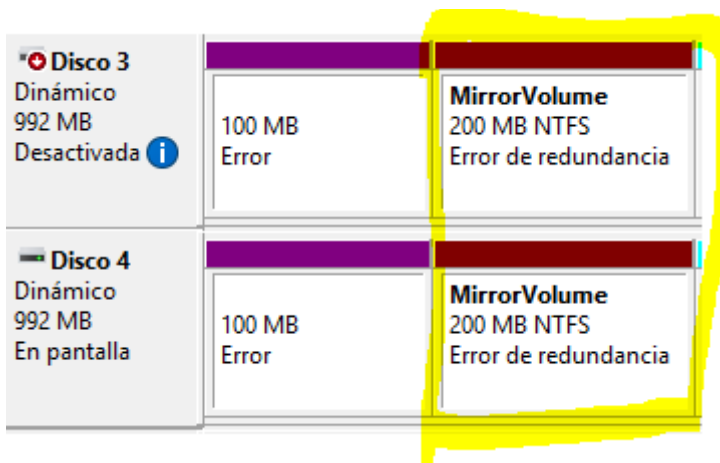 Disco 3
Dinámico
992 MB
Desactivada
100 MB
Error
MirrorVolume
200 MB NTFS
Error de redundancia
Disco 4
Dinámico
992 MB
En pantalla
100 MB
Error
MirrorVolume
200 MB NTFS
Error de redundancia